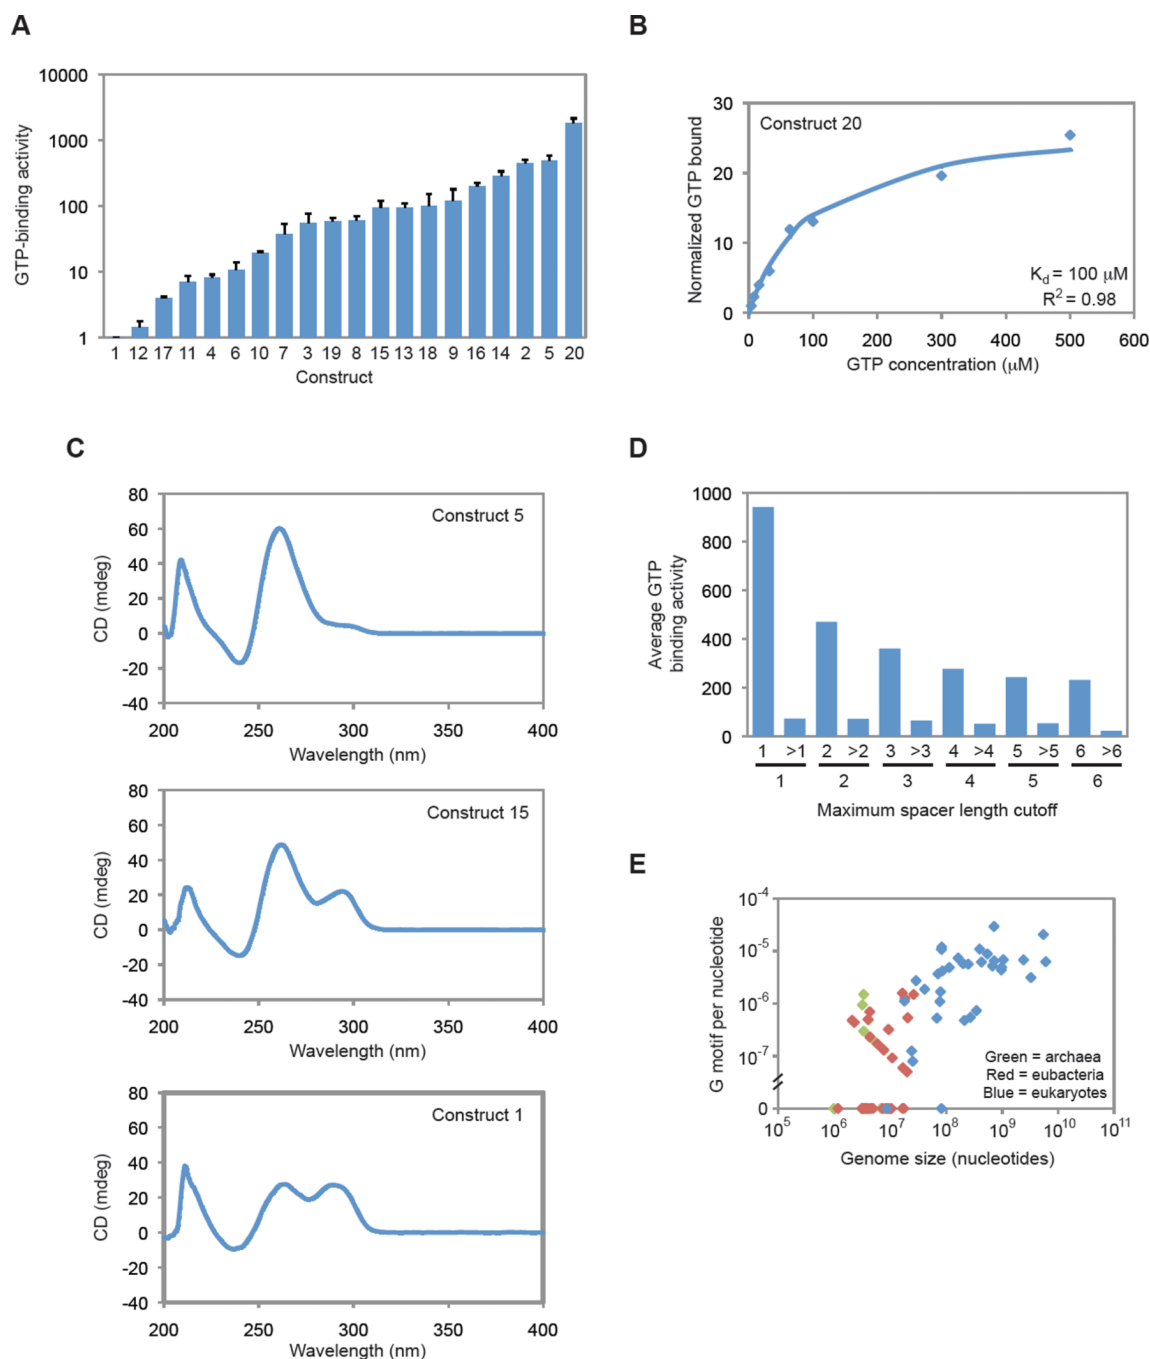 A
10000
1000
100
10
1
GTP-binding activity
1 12 17 11 4 6 10 7 3 19 8 15 13 18 9 16 14 2 5 20
Construct
B
30
20
10
0
Normalized GTP bound
Construct 20
Kd = 100 µM
R2 = 0.98
0 100 200 300 400 500 600
GTP concentration (µM)
C
80
60
40
20
0
-20
-40
CD (mdeg)
Construct 5
200 250 300 350 400
Wavelength (nm)
80
60
40
20
0
-20
-40
CD (mdeg)
Construct 15
200 250 300 350 400
Wavelength (nm)
80
60
40
20
0
-20
-40
CD (mdeg)
Construct 1
200 250 300 350 400
Wavelength (nm)
D
1000
800
600
400
200
0
Average GTP
binding activity
1 >1 2 >2 3 >3 4 >4 5 >5 6 >6
1 2 3 4 5 6
Maximum spacer length cutoff
E
10-4
10-5
10-6
10-7
0
G motif per nucleotide
Green = archaea
Red = eubacteria
Blue = eukaryotes
105 106 107 108 109 1010 1011
Genome size (nucleotides)